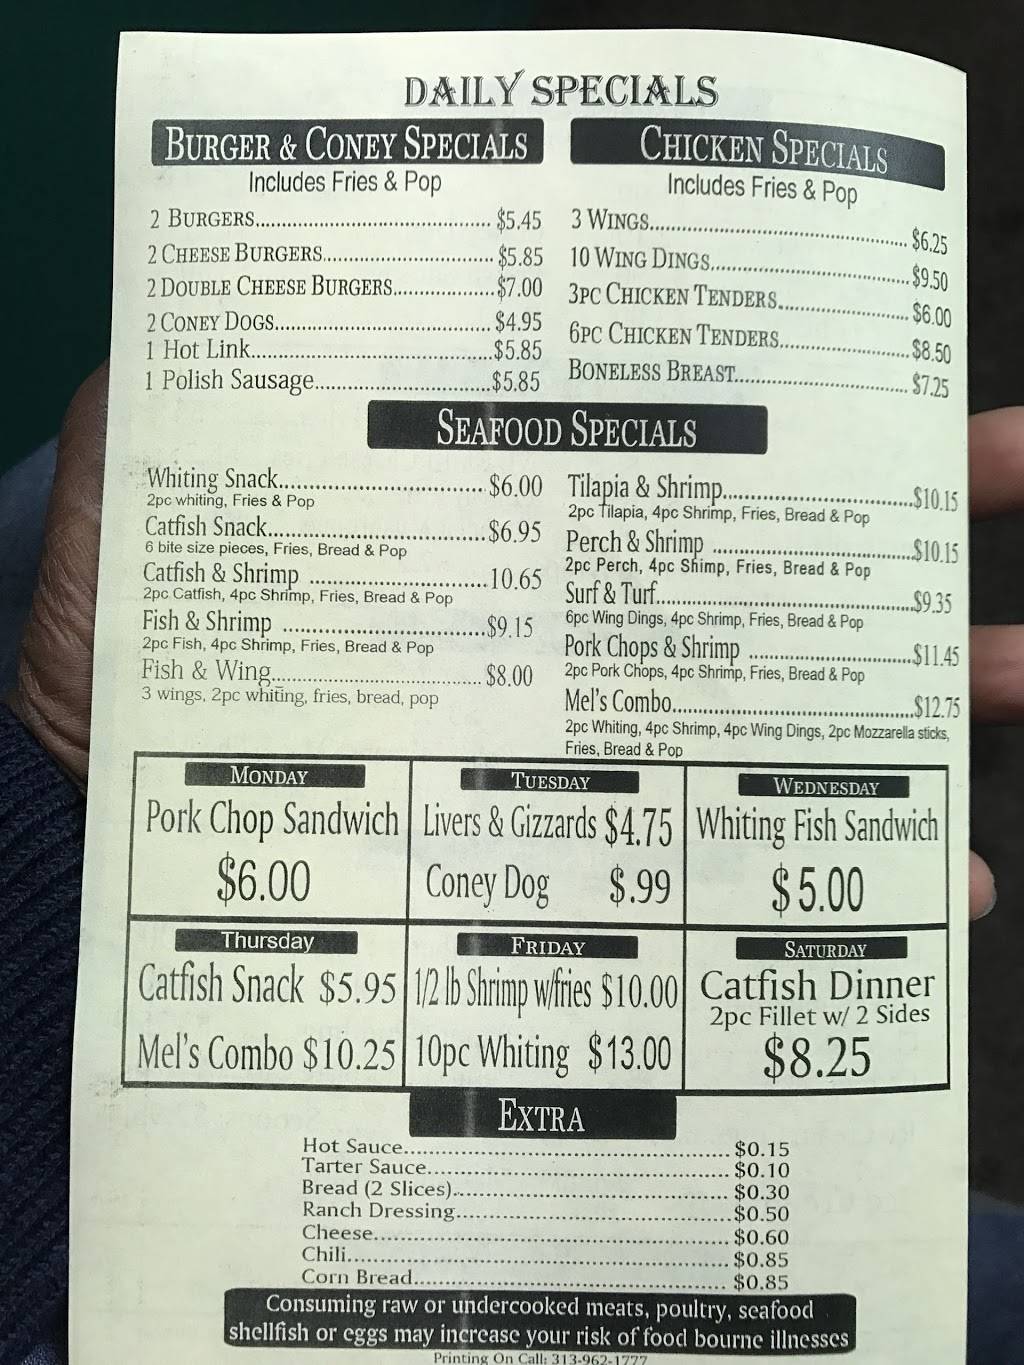 DAILY SPECIALS
BURGER & CONEY SPECIALS
Includes Fries & Pop
2 BURGERS.......................................... $5.45
2 CHEESE BURGERS............................... $5.85
2 DOUBLE CHEESE BURGERS..................$7.00
2 CONEY DOGS....................................... $4.95
1 Hot Link............................................$5.85
1 Polish Sausage................................$5.85
CHICKEN SPECIALS
Includes Fries & Pop
3 WINGS.............................................. $6.25
10 WING DINGS....................................$9.50
3PC CHICKEN TENDERS....................... $6.00
6PC CHICKEN TENDERS.......................$8.50
BONELESS BREAST............................... $7.25
SEAFOOD SPECIALS
Whiting Snack.................................... $6.00
2pc whiting, Fries & Pop
Catfish Snack......................................$6.95
6 bite size pieces, Fries, Bread & Pop
Catfish & Shrimp ................................10.65
2pc Catfish, 4pc Shrimp, Fries, Bread & Pop
Fish & Shrimp ....................................$9.15
2pc Fish, 4pc Shrimp, Fries, Bread & Pop
Fish & Wing..................................... $8.00
3 wings, 2pc whiting, fries, bread, pop
Tilapia & Shrimp..................................$10.15
2pc Tilapia, 4pc Shrimp, Fries, Bread & Pop
Perch & Shrimp ...................................$10.15
2pc Perch, 4pc Shimp, Fries, Bread & Pop
Surf & Turf............................................$9.35
6pc Wing Dings, 4pc Shrimp, Fries, Bread & Pop
Pork Chops & Shrimp ............................$11.45
2pc Pork Chops, 4pc Shrimp, Fries, Bread & Pop
Mel's Combo..........................................$12.75
2pc Whiting, 4pc Shrimp, 4pc Wing Dings, 2pc Mozzarella sticks,
Fries, Bread & Pop
MONDAY
Pork Chop Sandwich
$6.00
TUESDAY
Livers & Gizzards $4.75
Coney Dog $.99
WEDNESDAY
Whiting Fish Sandwich
$5.00
Thursday
Catfish Snack $5.95
Mel's Combo $10.25
FRIDAY
1/2 lb Shrimp w/fries $10.00
10pc Whiting $13.00
SATURDAY
Catfish Dinner
2pc Fillet w/ 2 Sides
$8.25
EXTRA
Hot Sauce....................................................... $0.15
Tarter Sauce................................................... $0.10
Bread (2 Slices)............................................... $0.30
Ranch Dressing...............................................$0.50
Cheese............................................................ $0.60
Chili................................................................ $0.85
Corn Bread..................................................... $0.85
Consuming raw or undercooked meats, poultry, seafood
shellfish or eggs may increase your risk of food bourne illnesses
Printing On Call: 313-962-1777